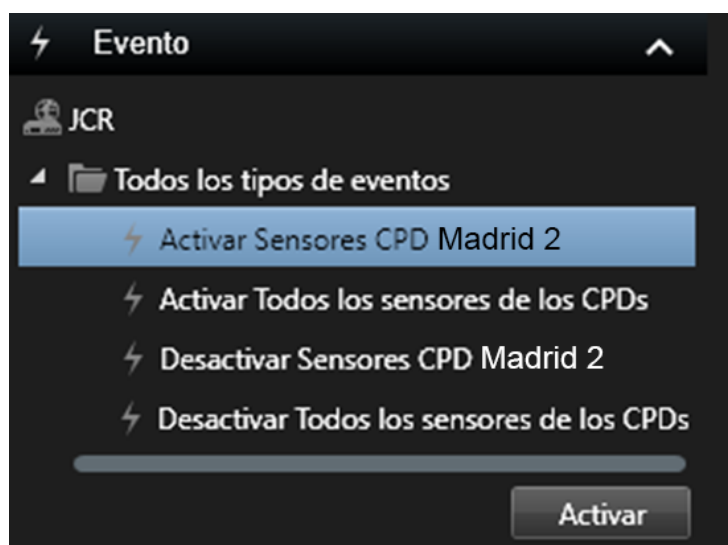 Evento
JCR
Todos los tipos de eventos
Activar Sensores CPD Madrid 2
Activar Todos los sensores de los CPDs
Desactivar Sensores CPD Madrid 2
Desactivar Todos los sensores de los CPDs
Activar